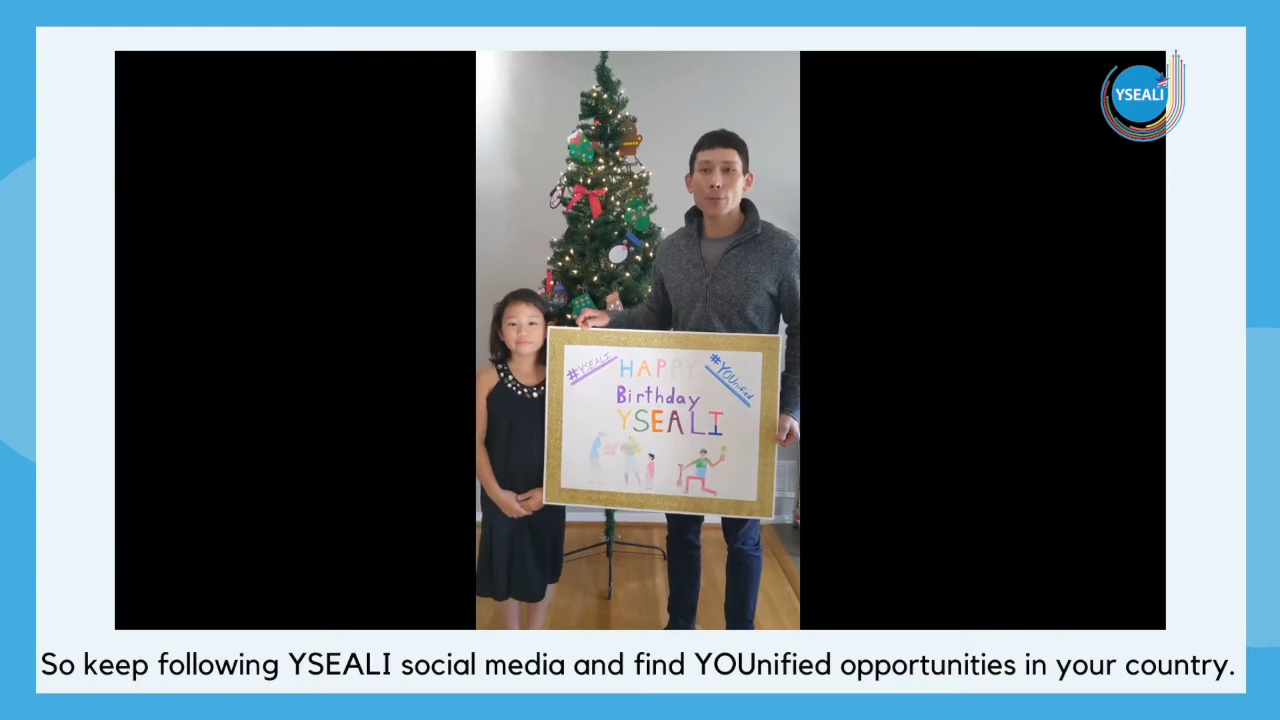 YSEALI
#YSEALI
#YOUnified
HAPPY
Birthday
YSEALI
So keep following YSEALI social media and find YOUnified opportunities in your country.